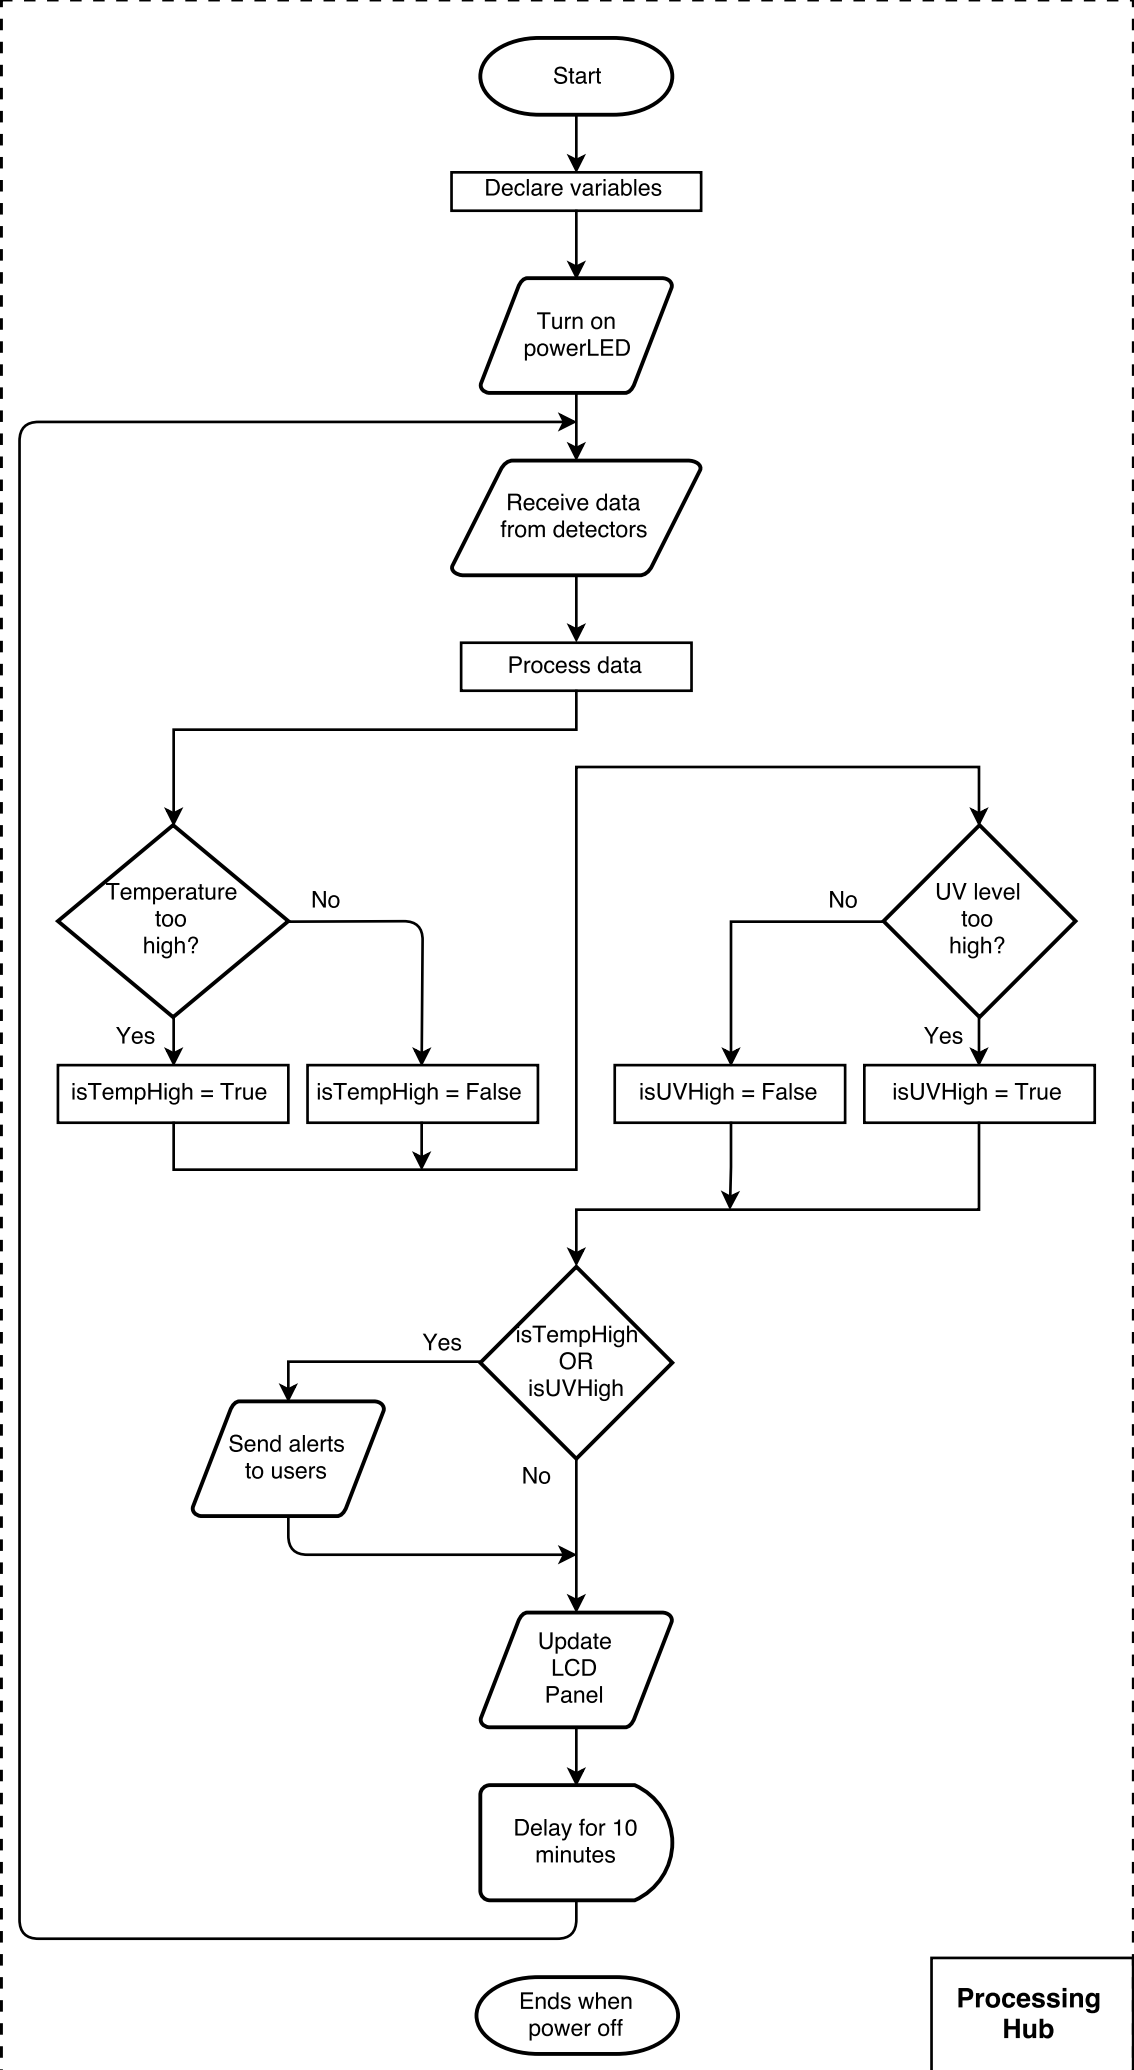 Start
Declare variables
Turn on
powerLED
Receive data
from detectors
Process data
Temperature
too
high?
No
Yes
isTempHigh = True
isTempHigh = False
UV level
too
high?
No
Yes
isUVHigh = False
isUVHigh = True
isTempHigh
OR
isUVHigh
Yes
No
Send alerts
to users
Update
LCD
Panel
Delay for 10
minutes
Ends when
power off
Processing
Hub